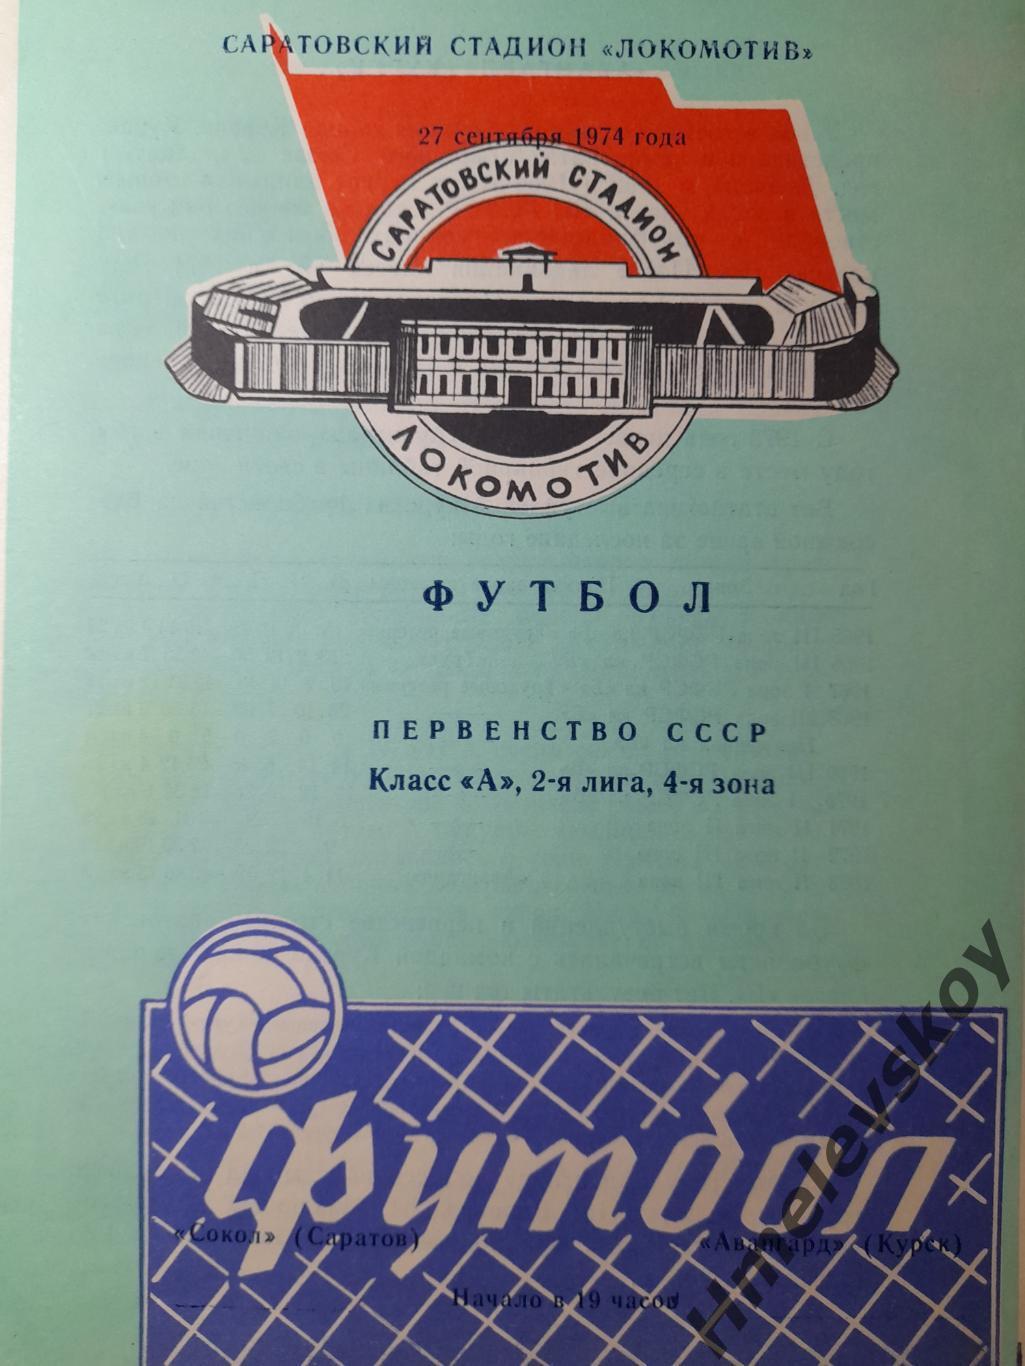 САРАТОВСКИЙ СТАДИОН «ЛОКОМОТИВ»
27 сентября 1974 года
САРАТОВСКИЙ СТАДИОН
ЛОКОМОТИВ
ФУТБОЛ
ПЕРВЕНСТВО СССР
Класс «А», 2-я лига, 4-я зона
футбол
«Сокол» (Саратов)
«Авангард» (Курск)
Начало в 19 часов
Hmelevskoy